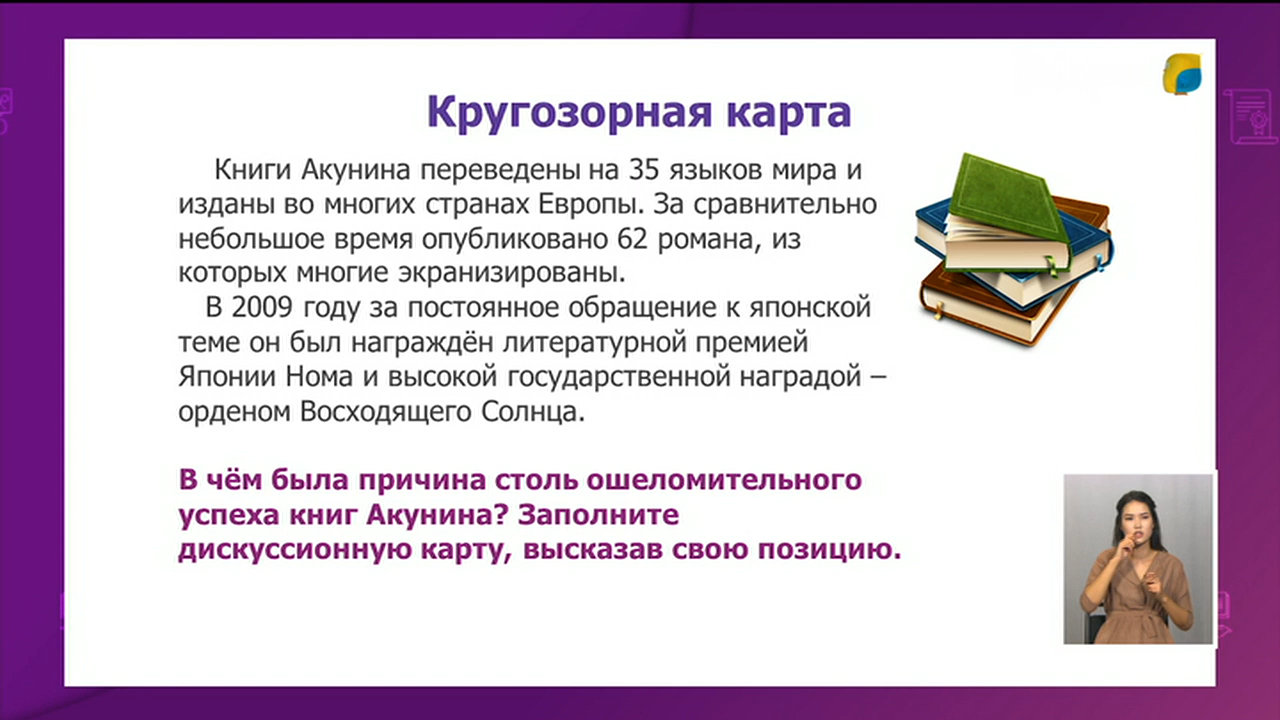 Кругозорная карта
Книги Акунина переведены на 35 языков мира и
изданы во многих странах Европы. За сравнительно
небольшое время опубликовано 62 романа, из
которых многие экранизированы.
В 2009 году за постоянное обращение к японской
теме он был награждён литературной премией
Японии Нома и высокой государственной наградой –
орденом Восходящего Солнца.
В чём была причина столь ошеломительного
успеха книг Акунина? Заполните
дискуссионную карту, высказав свою позицию.